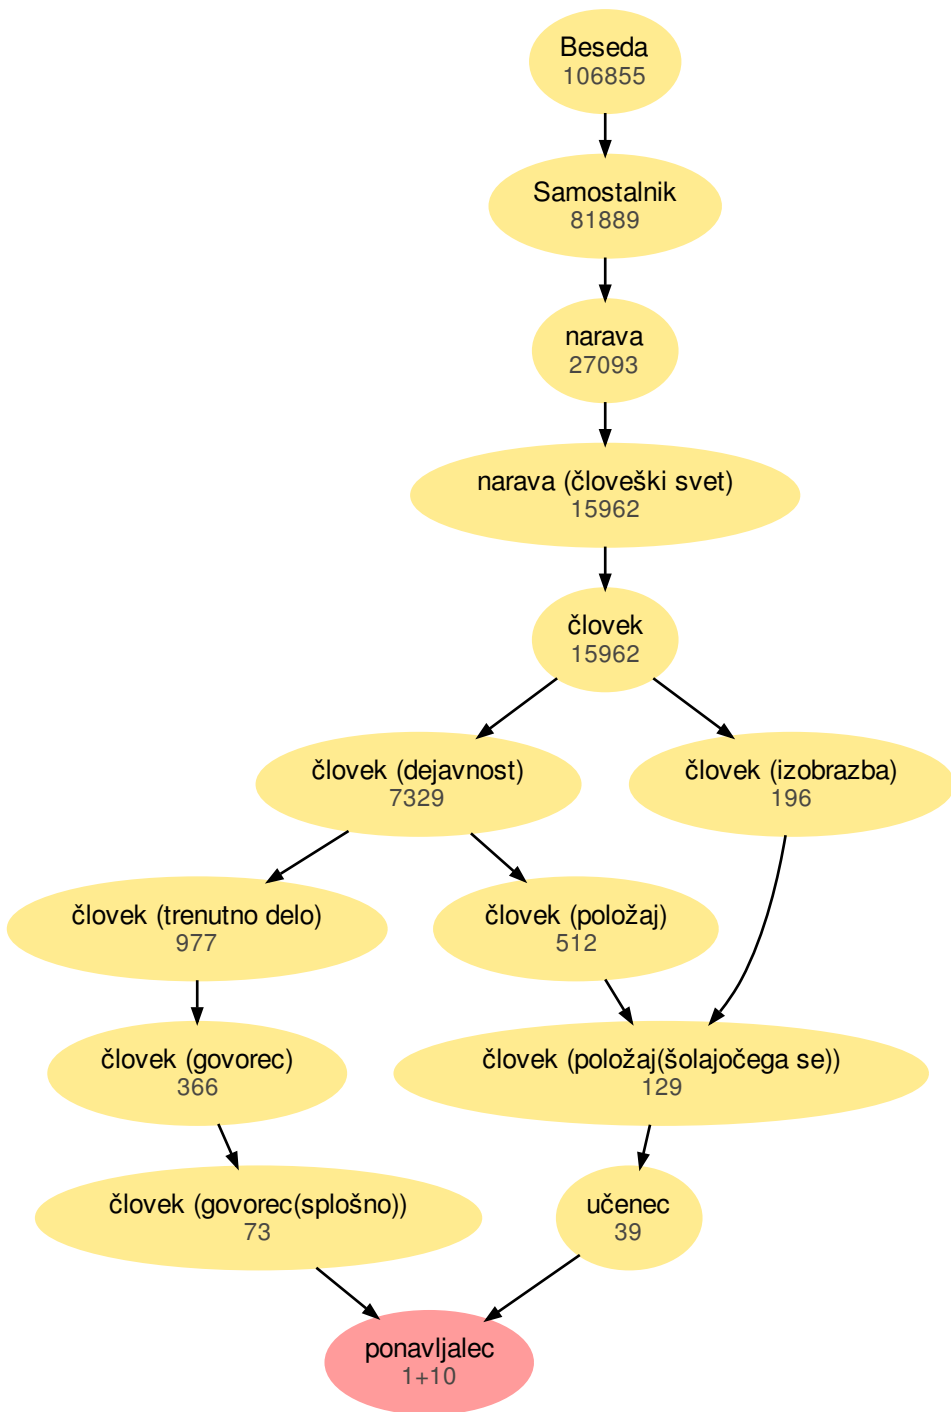 Beseda
106855
Samostalnik
81889
narava
27093
narava (človeški svet)
15962
človek
15962
človek (dejavnost)
7329
človek (izobrazba)
196
človek (trenutno delo)
977
človek (položaj)
512
človek (govorec)
366
človek (položaj(šolajočega se))
129
človek (govorec(splošno))
73
učenec
39
ponavljalec
1+10